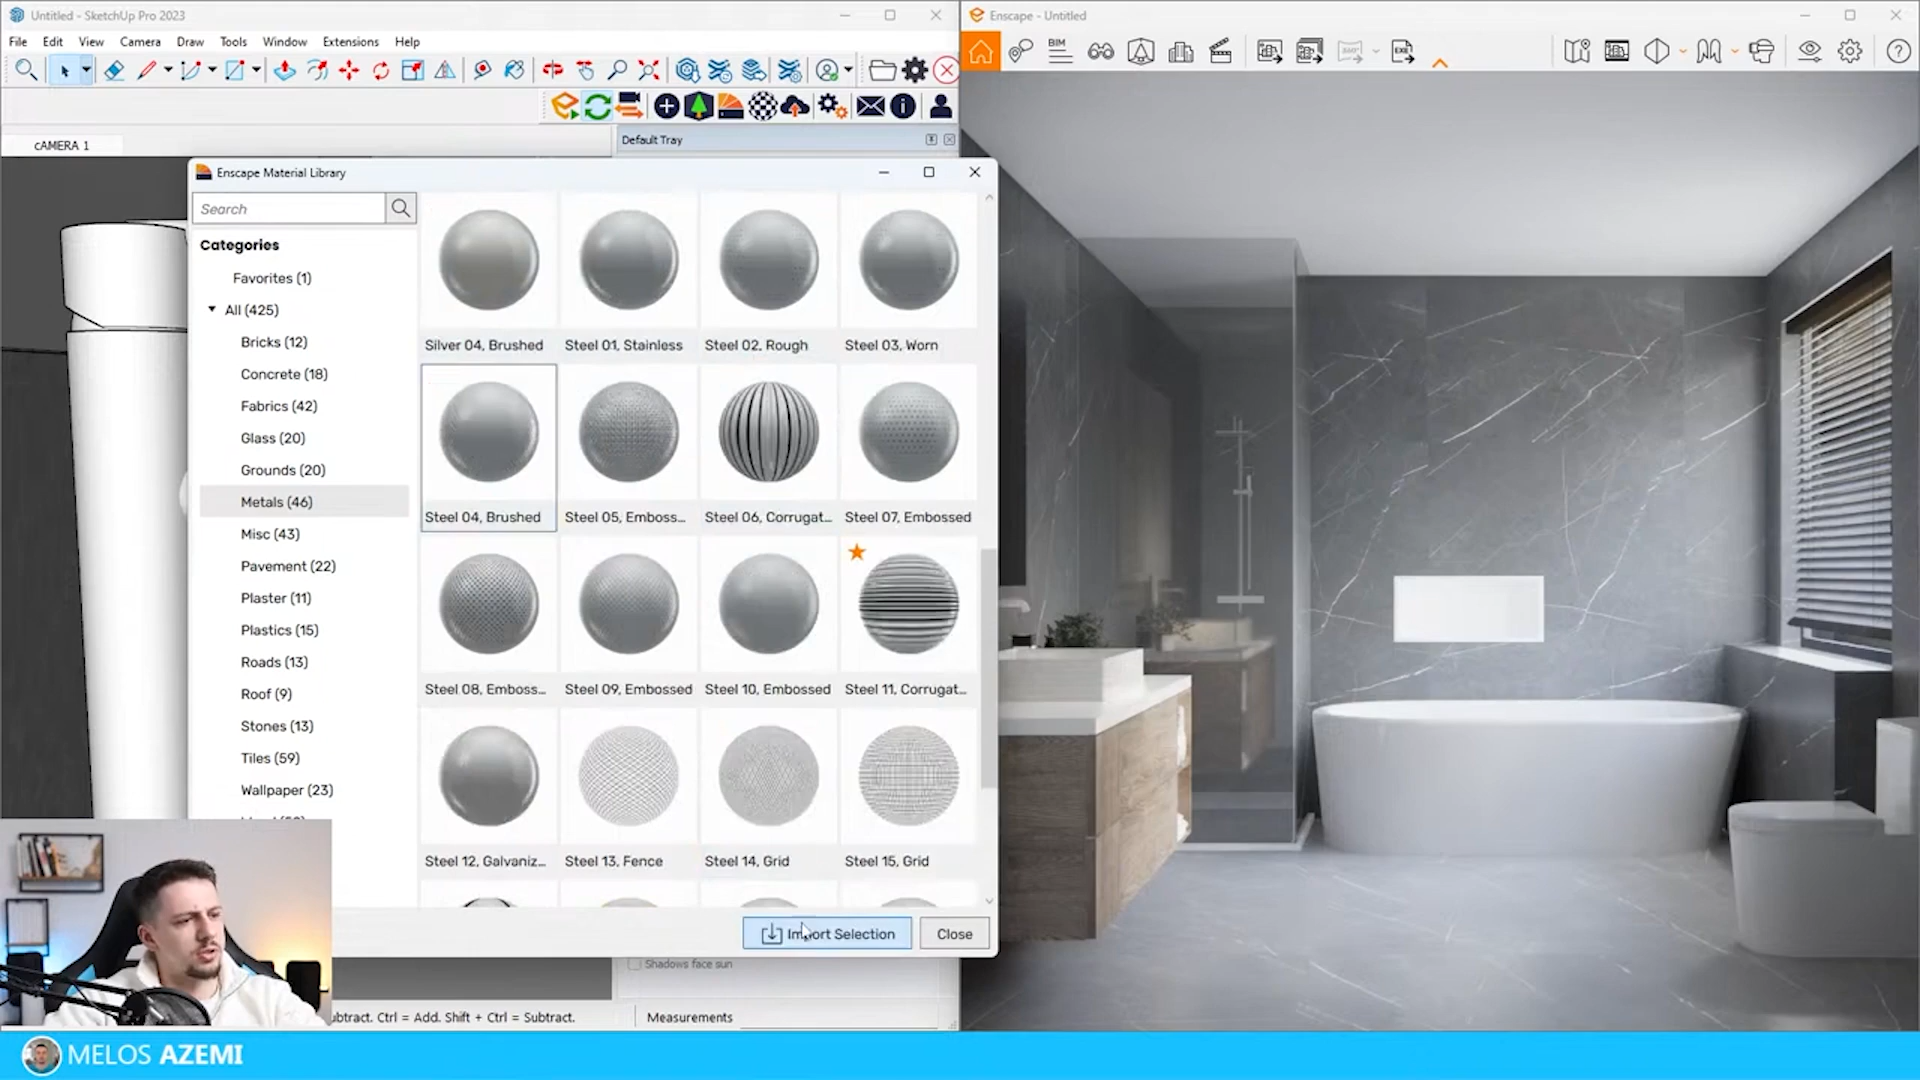 Untitled - SketchUp Pro 2023
File Edit View Camera Draw Tools Window Extensions Help
cAMERA 1
Default Tray
Enscape Material Library
Search
Categories
Favorites (1)
All (425)
Bricks (12)
Concrete (18)
Fabrics (42)
Glass (20)
Grounds (20)
Metals (46)
Misc (43)
Pavement (22)
Plaster (11)
Plastics (15)
Roads (13)
Roof (9)
Stones (13)
Tiles (59)
Wallpaper (23)
Silver 04, Brushed
Steel 01, Stainless
Steel 02, Rough
Steel 03, Worn
Steel 04, Brushed
Steel 05, Emboss...
Steel 06, Corrugat...
Steel 07, Embossed
Steel 08, Emboss...
Steel 09, Embossed
Steel 10, Embossed
Steel 11, Corrugat...
Steel 12, Galvaniz...
Steel 13, Fence
Steel 14, Grid
Steel 15, Grid
Import Selection
Close
Shadows face sun
btract. Ctrl = Add. Shift + Ctrl = Subtract.
Measurements
Enscape - Untitled
BIM
360°
EXE
MELOS AZEMI